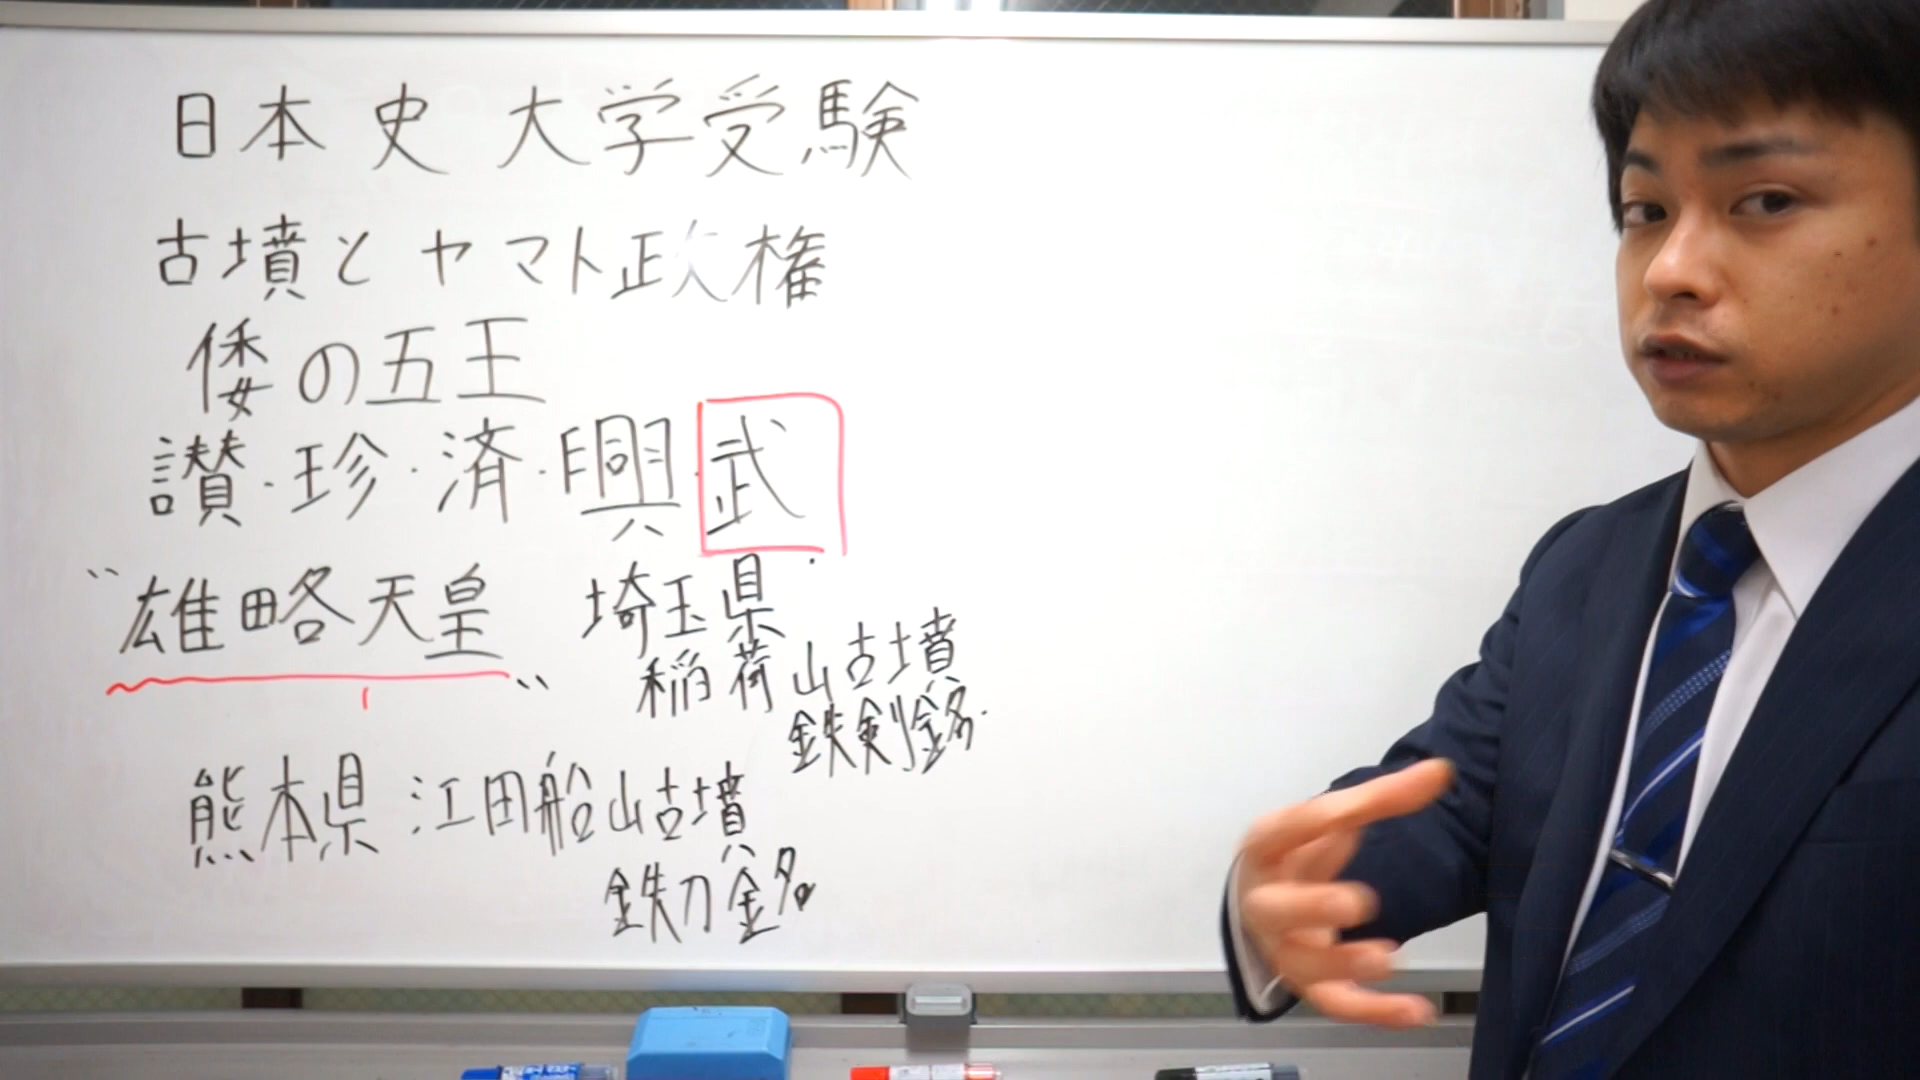 日本史 大学受験
古墳とヤマト政権
倭の五王
讃・珍・済・興・武
〝雄略天皇〟
埼玉県
稲荷山古墳
鉄剣銘
熊本県 江田船山古墳
鉄刀銘